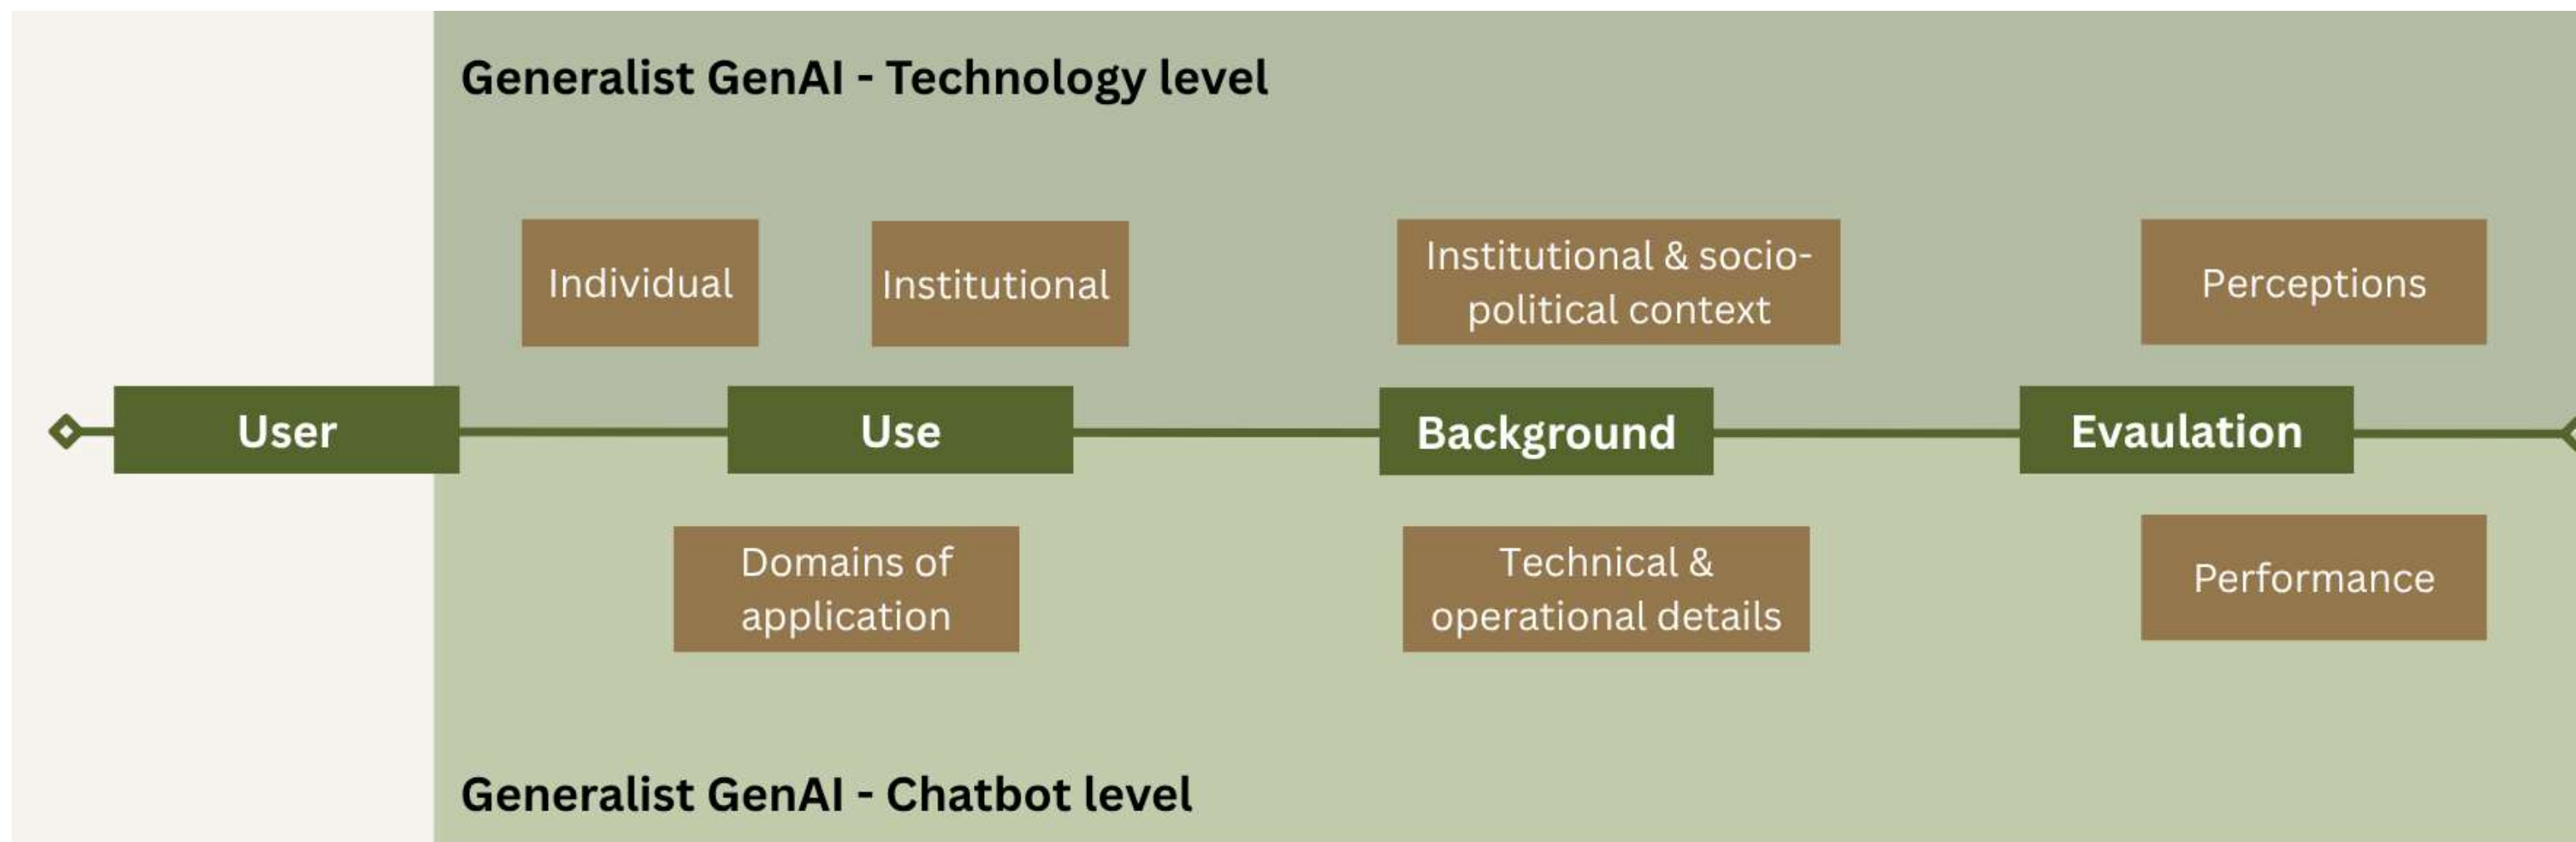 Generalist GenAI - Technology level
Individual
Institutional
Institutional & socio-
political context
Perceptions
User
Use
Background
Evaulation
Domains of
application
Technical &
operational details
Performance
Generalist GenAI - Chatbot level